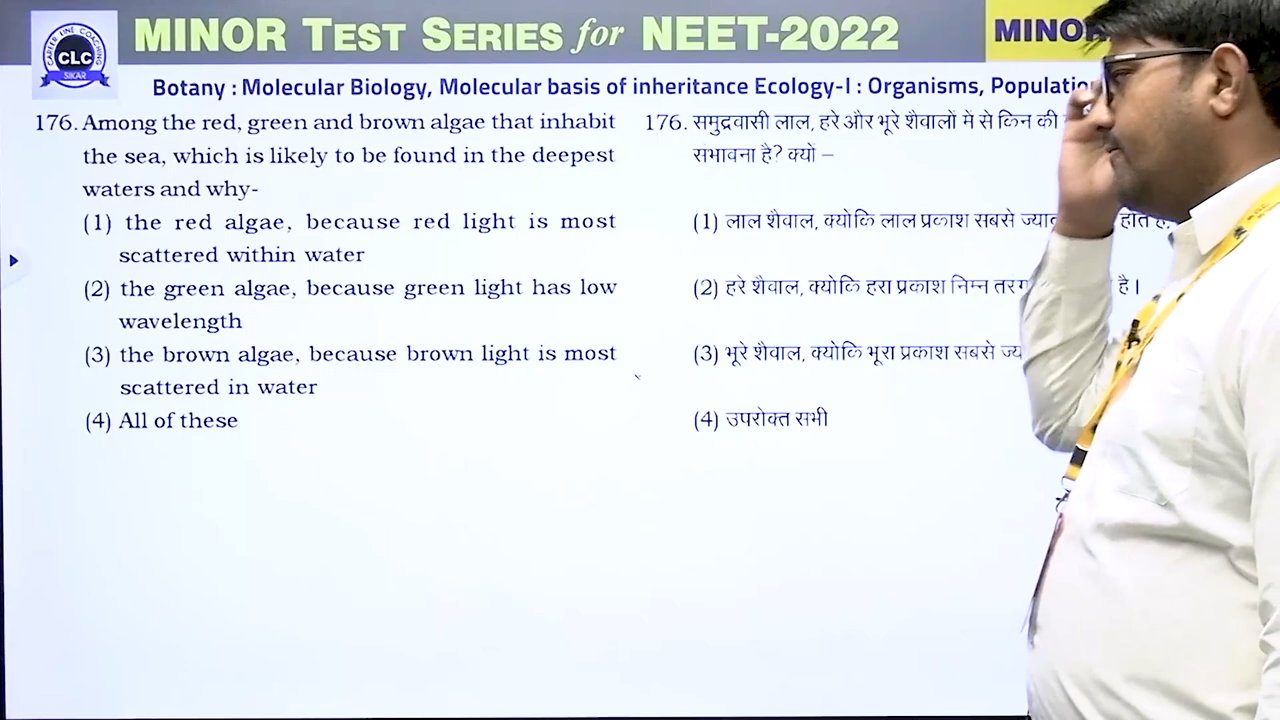 MINOR TEST SERIES for NEET-2022
MINOR
CAREER LINE COACHING
CLC
SIKAR
Botany : Molecular Biology, Molecular basis of inheritance Ecology-I : Organisms,
176. Among the red, green and brown algae that inhabit
the sea, which is likely to be found in the deepest
waters and why-
(1) the red algae, because red light is most
scattered within water
(2) the green algae, because green light has low
wavelength
(3) the brown algae, because brown light is most
scattered in water
(4) All of these
176. समुद्रवासी लाल, हरे और भूरे शैवालों में से किन की
संभावना है? क्यों –
(1) लाल शैवाल, क्योकि लाल प्रकाश सबसे
(2) हरे शैवाल, क्योकि हरा प्रकाश निम्न है।
(3) भूरे शैवाल, क्योकि भूरा प्रकाश सबसे
(4) उपरोक्त सभी